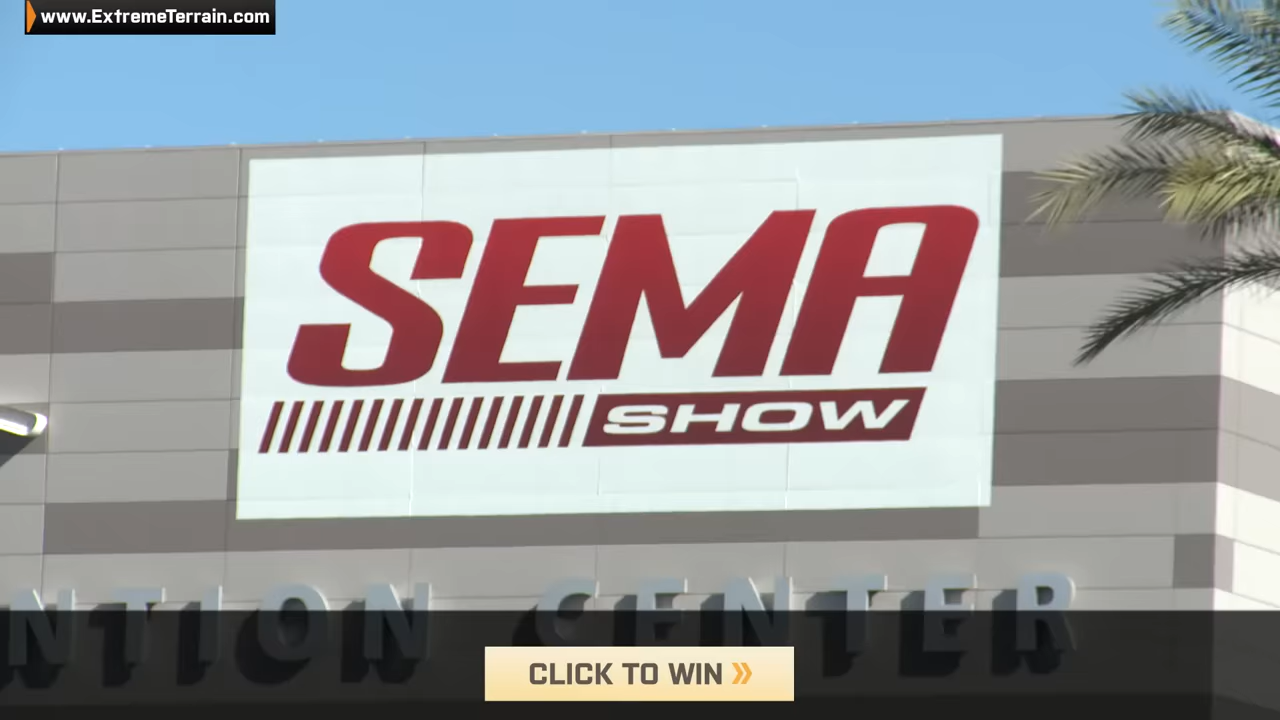 www.ExtremeTerrain.com
SEMA
SHOW
NTION CENTER
CLICK TO WIN »